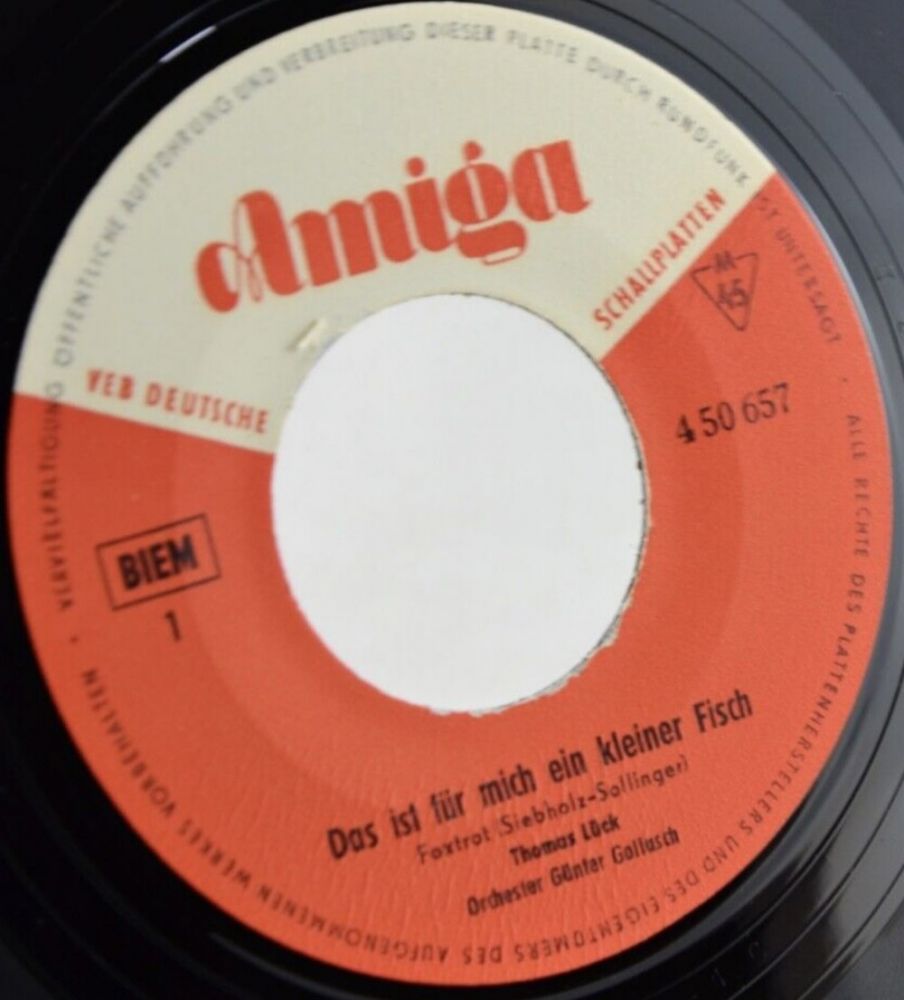 Amiga
VEB DEUTSCHE
SCHALLPLATTEN
M
45
4 50 657
BIEM
1
Das ist für mich ein kleiner Fisch
Foxtrot (Siebholz-Sollinger)
Thomas Lück
Orchester Günter Gollasch
ALLE RECHTE DES PLATTENHERSTELLERS UND DES EIGENTÜMERS DES AUFGENOMMENEN WERKES VORBEHALTEN · VERVIELFÄLTIGUNG ÖFFENTLICHE AUFFÜHRUNG UND VERBREITUNG DIESER PLATTE DURCH RUNDFUNK IST UNTERSAGT ·